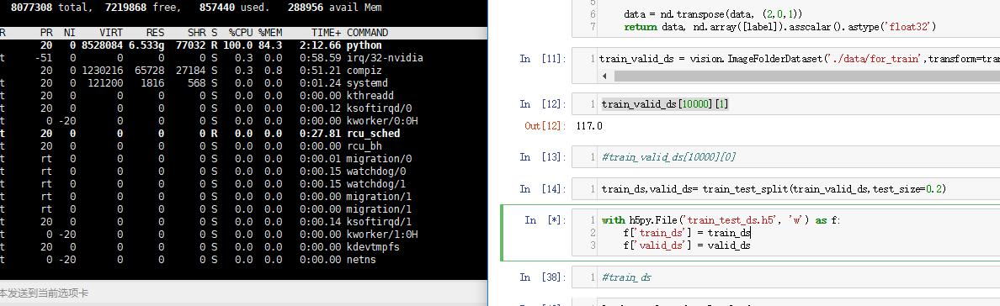 8077308 total, 7219868 free, 857440 used. 288956 avail Mem
R PR NI VIRT RES SHR S %CPU %MEM TIME+ COMMAND
20 0 8528084 6.533g 77032 R 100.0 84.3 2:12.66 python
t -51 0 0 0 0 S 0.3 0.0 0:58.59 irq/32-nvidia
20 0 1230216 65728 27184 S 0.3 0.8 0:51.21 compiz
t 20 0 121200 1816 568 S 0.0 0.0 0:01.24 systemd
t 20 0 0 0 0 S 0.0 0.0 0:00.00 kthreadd
t 20 0 0 0 0 S 0.0 0.0 0:00.12 ksoftirqd/0
t 0 -20 0 0 0 S 0.0 0.0 0:00.00 kworker/0:0H
t 20 0 0 0 0 R 0.0 0.0 0:27.81 rcu_sched
t 20 0 0 0 0 S 0.0 0.0 0:00.00 rcu_bh
t rt 0 0 0 0 S 0.0 0.0 0:00.01 migration/0
t rt 0 0 0 0 S 0.0 0.0 0:00.15 watchdog/0
t rt 0 0 0 0 S 0.0 0.0 0:00.15 watchdog/1
t rt 0 0 0 0 S 0.0 0.0 0:00.00 migration/1
t rt 0 0 0 0 S 0.0 0.0 0:00.00 migration/1
t 20 0 0 0 0 S 0.0 0.0 0:00.14 ksoftirqd/1
t 0 -20 0 0 0 S 0.0 0.0 0:00.00 kworker/1:0H
t 20 0 0 0 0 S 0.0 0.0 0:00.00 kdevtmpfs
t 0 -20 0 0 0 S 0.0 0.0 0:00.00 netns
本发送到当前选项卡
5
6 data = nd.transpose(data, (2,0,1))
7 return data, nd.array([label]).asscalar().astype('float32')
In [11]: 1 train_valid_ds = vision.ImageFolderDataset('./data/for_train',transform=tran
In [12]: 1 train_valid_ds[10000][1]
Out[12]: 117.0
In [13]: 1 #train_valid_ds[10000][0]
In [14]: 1 train_ds,valid_ds= train_test_split(train_valid_ds,test_size=0.2)
In [*]: 1 with h5py.File('train_test_ds.h5', 'w') as f:
2 f['train_ds'] = train_ds
3 f['valid_ds'] = valid_ds
In [38]: 1 #train_ds